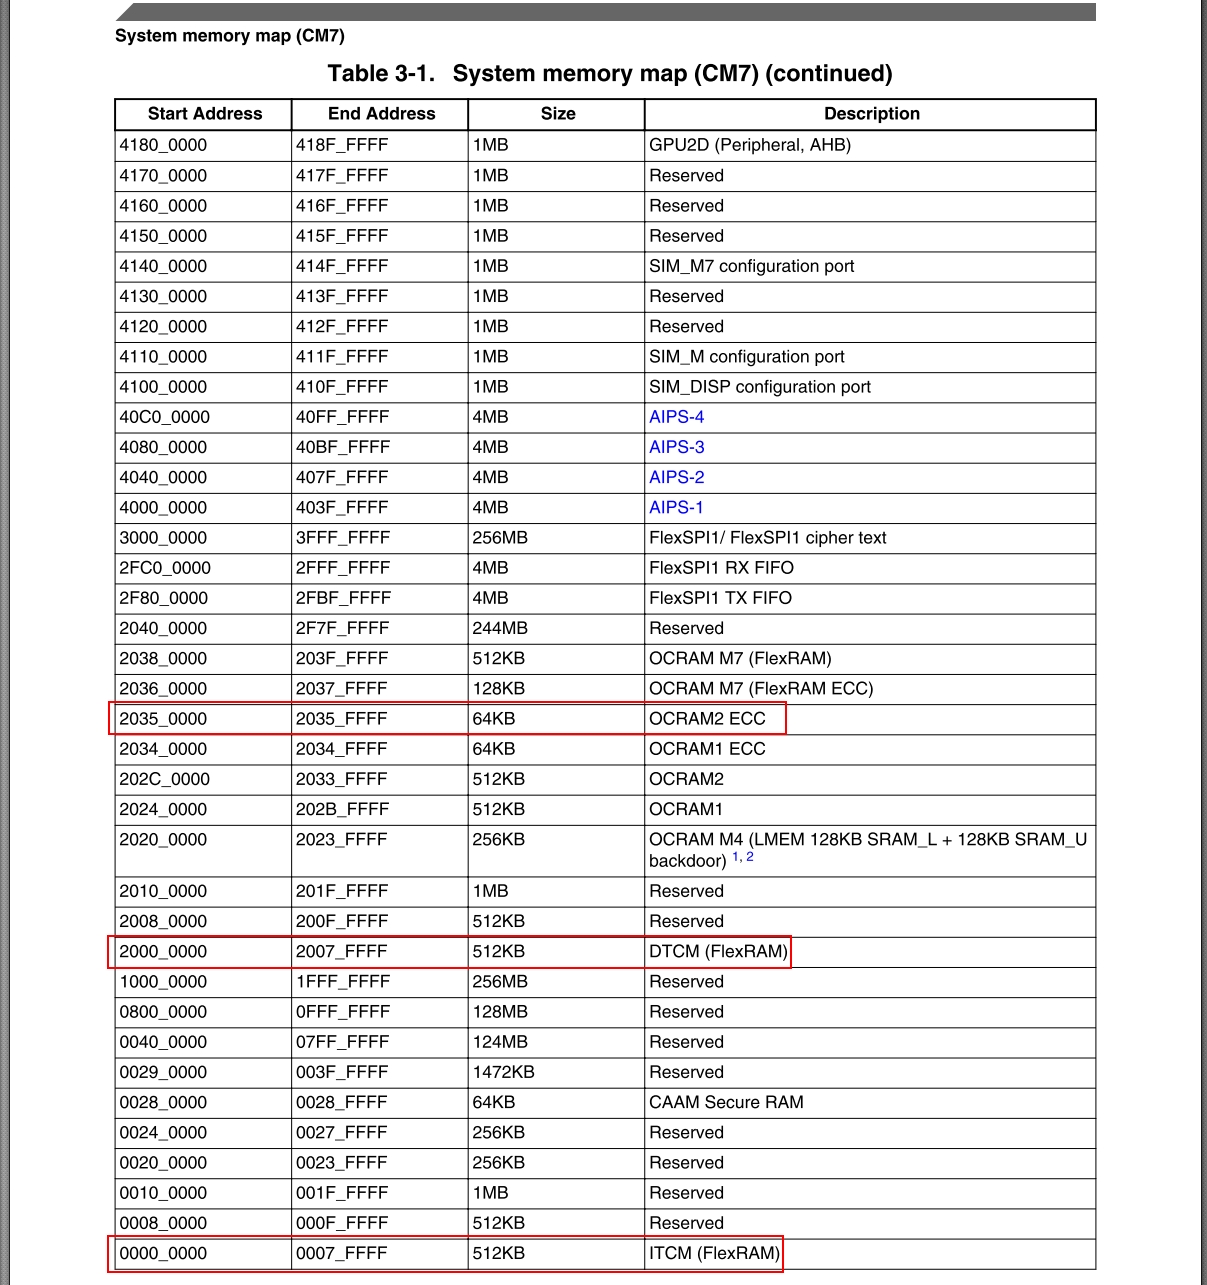 System memory map (CM7)
Table 3-1. System memory map (CM7) (continued)
Start Address End Address Size Description
4180_0000 418F_FFFF 1MB GPU2D (Peripheral, AHB)
4170_0000 417F_FFFF 1MB Reserved
4160_0000 416F_FFFF 1MB Reserved
4150_0000 415F_FFFF 1MB Reserved
4140_0000 414F_FFFF 1MB SIM_M7 configuration port
4130_0000 413F_FFFF 1MB Reserved
4120_0000 412F_FFFF 1MB Reserved
4110_0000 411F_FFFF 1MB SIM_M configuration port
4100_0000 410F_FFFF 1MB SIM_DISP configuration port
40C0_0000 40FF_FFFF 4MB AIPS-4
4080_0000 40BF_FFFF 4MB AIPS-3
4040_0000 407F_FFFF 4MB AIPS-2
4000_0000 403F_FFFF 4MB AIPS-1
3000_0000 3FFF_FFFF 256MB FlexSPI1/ FlexSPI1 cipher text
2FC0_0000 2FFF_FFFF 4MB FlexSPI1 RX FIFO
2F80_0000 2FBF_FFFF 4MB FlexSPI1 TX FIFO
2040_0000 2F7F_FFFF 244MB Reserved
2038_0000 203F_FFFF 512KB OCRAM M7 (FlexRAM)
2036_0000 2037_FFFF 128KB OCRAM M7 (FlexRAM ECC)
2035_0000 2035_FFFF 64KB OCRAM2 ECC
2034_0000 2034_FFFF 64KB OCRAM1 ECC
202C_0000 2033_FFFF 512KB OCRAM2
2024_0000 202B_FFFF 512KB OCRAM1
2020_0000 2023_FFFF 256KB OCRAM M4 (LMEM 128KB SRAM_L + 128KB SRAM_U
backdoor) 1, 2
2010_0000 201F_FFFF 1MB Reserved
2008_0000 200F_FFFF 512KB Reserved
2000_0000 2007_FFFF 512KB DTCM (FlexRAM)
1000_0000 1FFF_FFFF 256MB Reserved
0800_0000 0FFF_FFFF 128MB Reserved
0040_0000 07FF_FFFF 124MB Reserved
0029_0000 003F_FFFF 1472KB Reserved
0028_0000 0028_FFFF 64KB CAAM Secure RAM
0024_0000 0027_FFFF 256KB Reserved
0020_0000 0023_FFFF 256KB Reserved
0010_0000 001F_FFFF 1MB Reserved
0008_0000 000F_FFFF 512KB Reserved
0000_0000 0007_FFFF 512KB ITCM (FlexRAM)